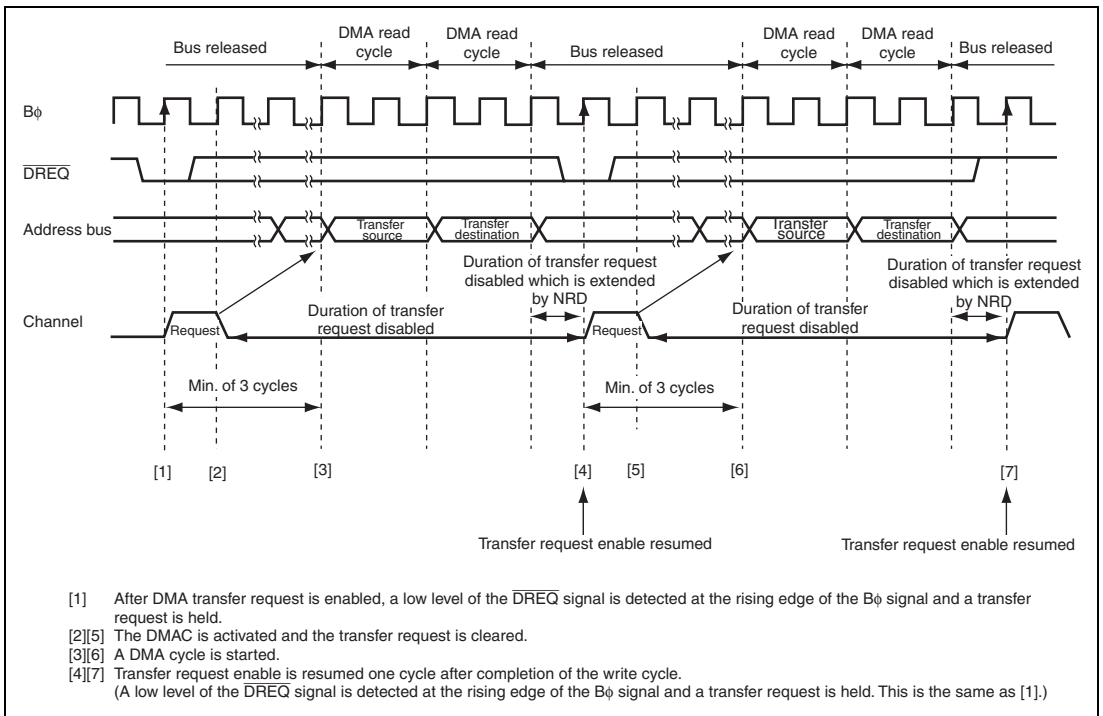 Bus released
DMA read
cycle
DMA read
cycle
Bus released
DMA read
cycle
DMA read
cycle
Bus released
Bφ
DREQ
Address bus
Transfer
source
Transfer
destination
Transfer
source
Transfer
destination
Duration of transfer request
disabled which is extended
by NRD
Duration of transfer request
disabled which is extended
by NRD
Channel
Request
Duration of transfer
request disabled
Request
Duration of transfer
request disabled
Min. of 3 cycles
Min. of 3 cycles
[1]
[2]
[3]
[4]
[5]
[6]
[7]
Transfer request enable resumed
Transfer request enable resumed
[1] After DMA transfer request is enabled, a low level of the DREQ signal is detected at the rising edge of the Bφ signal and a transfer
request is held.
[2][5] The DMAC is activated and the transfer request is cleared.
[3][6] A DMA cycle is started.
[4][7] Transfer request enable is resumed one cycle after completion of the write cycle.
(A low level of the DREQ signal is detected at the rising edge of the Bφ signal and a transfer request is held. This is the same as [1].)